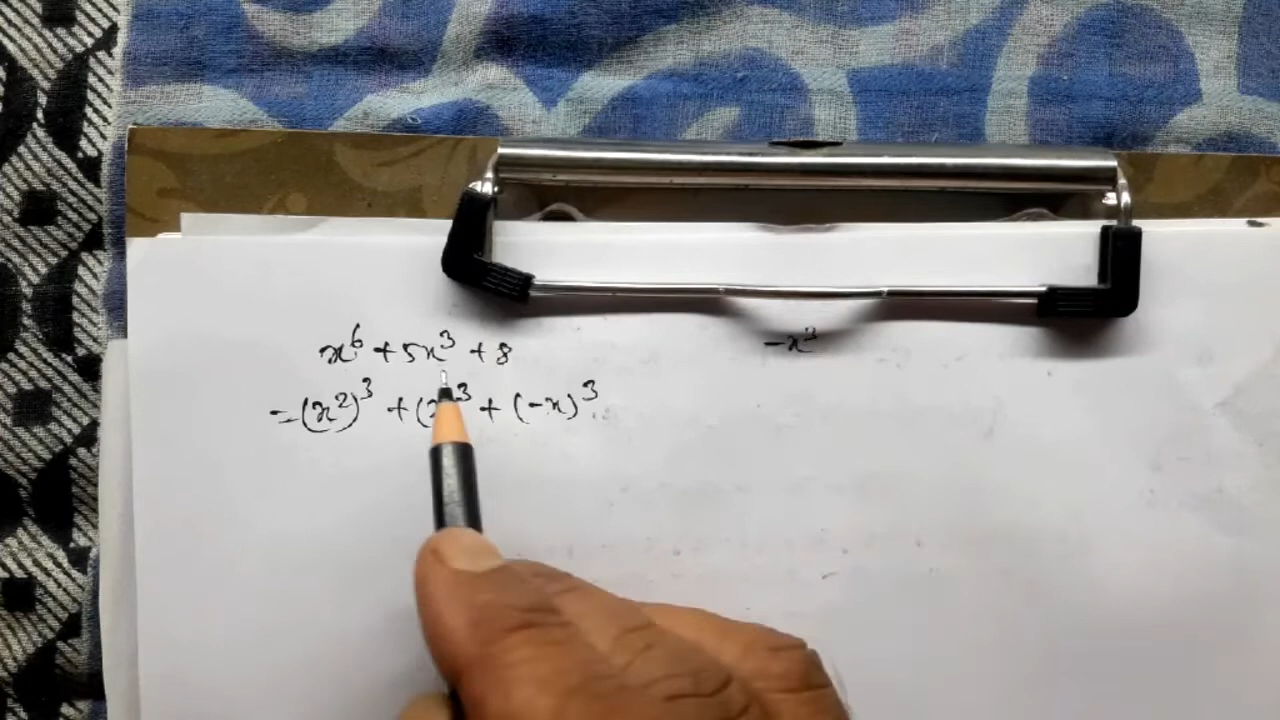 x⁶ + 5x³ + 8
-x³
= (x²)³ + ( ³ + (-x)³